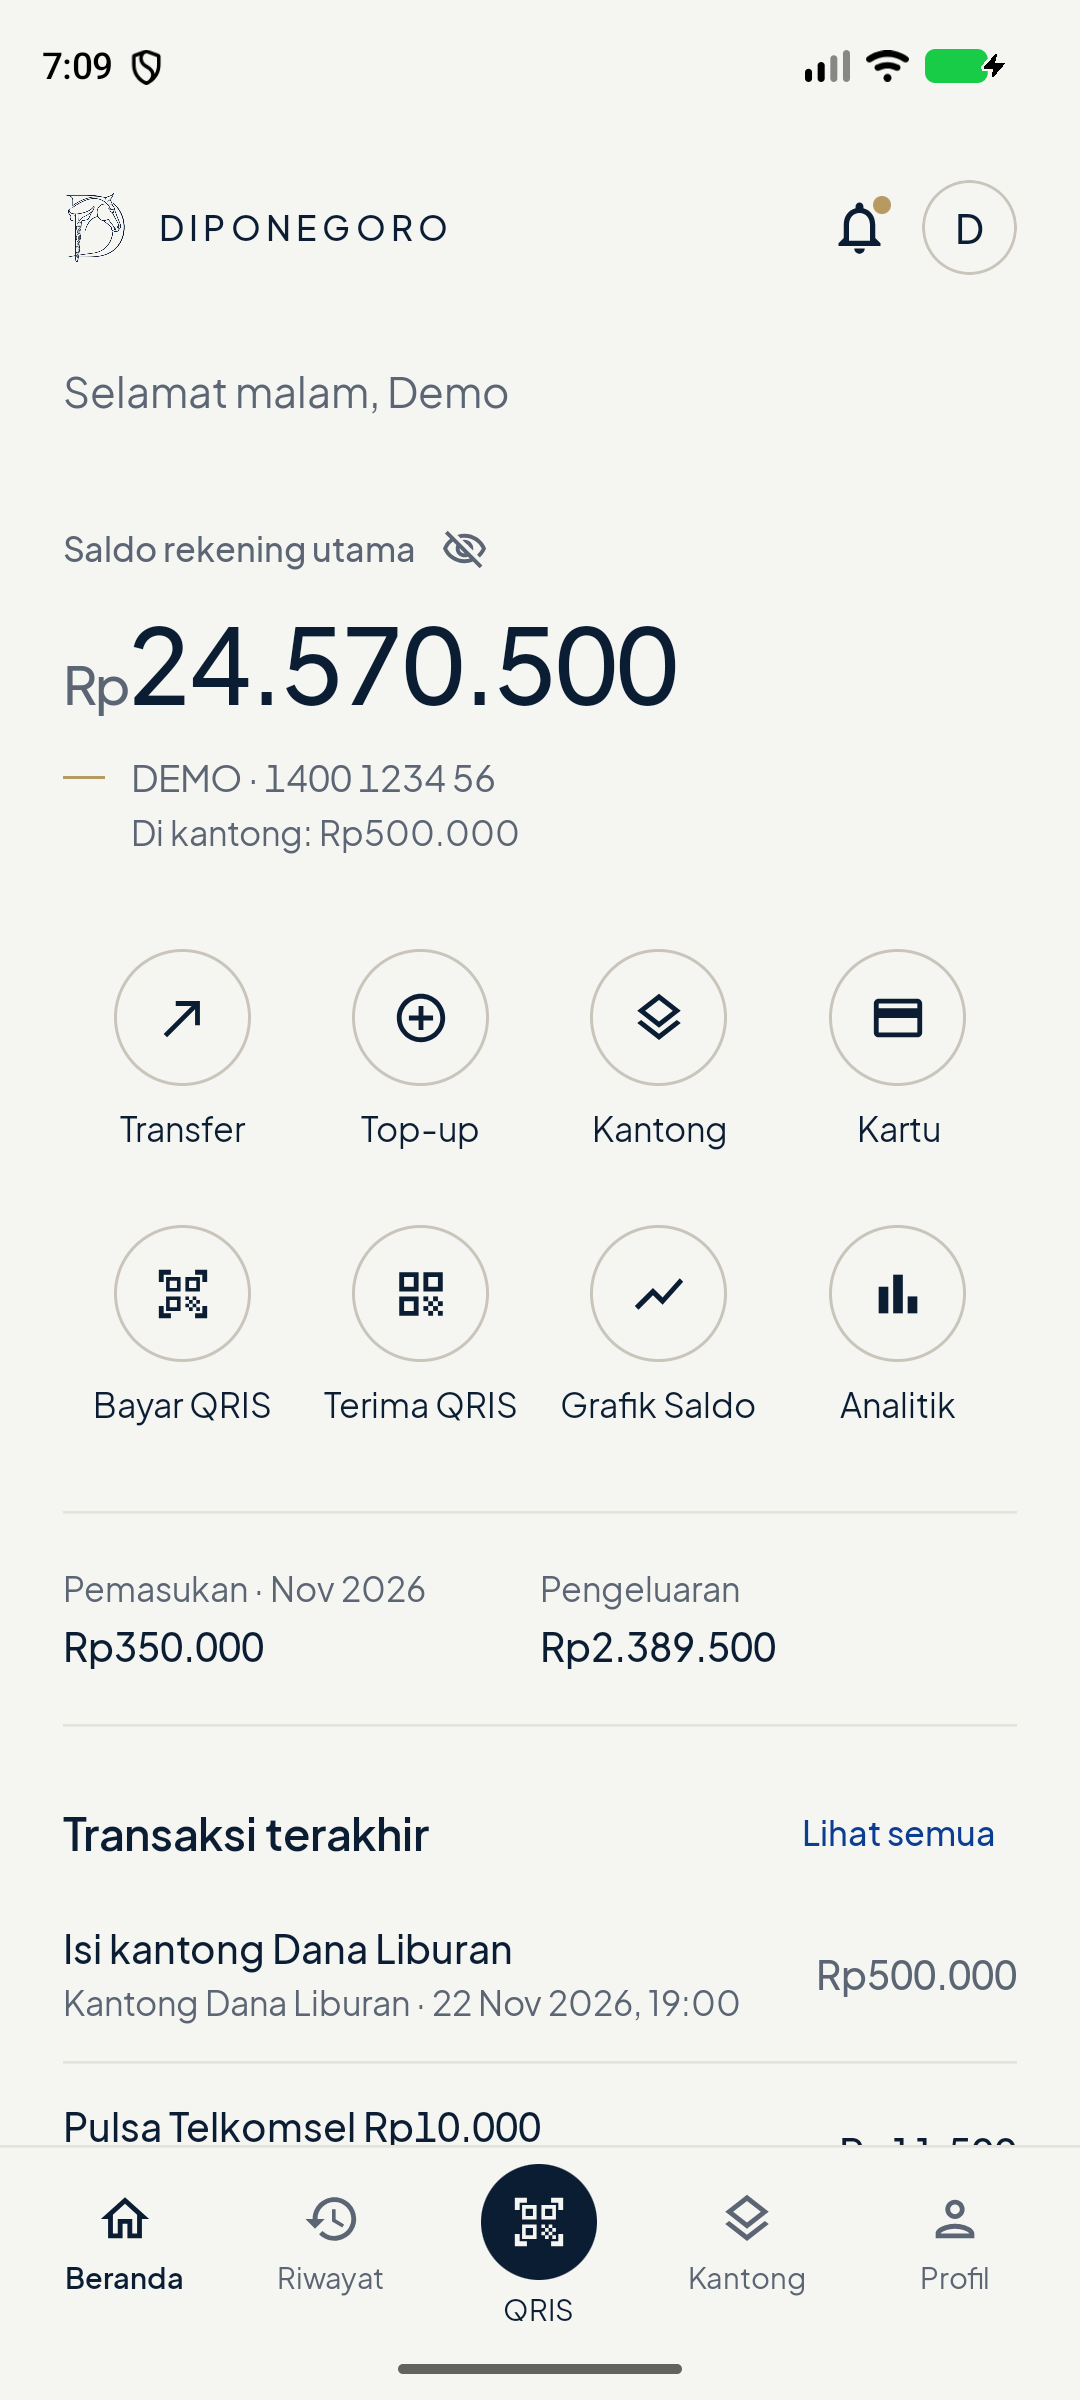 7:09
DIPONEGORO
D
Selamat malam, Demo
Saldo rekening utama
Rp24.570.500
DEMO · 1400 1234 56
Di kantong: Rp500.000
Transfer Top-up Kantong Kartu
Bayar QRIS Terima QRIS Grafik Saldo Analitik
Pemasukan · Nov 2026 Pengeluaran
Rp350.000 Rp2.389.500
Transaksi terakhir Lihat semua
Isi kantong Dana Liburan
Rp500.000
Kantong Dana Liburan · 22 Nov 2026, 19:00
Pulsa Telkomsel Rp10.000
Rp11.500
Beranda Riwayat QRIS Kantong Profil